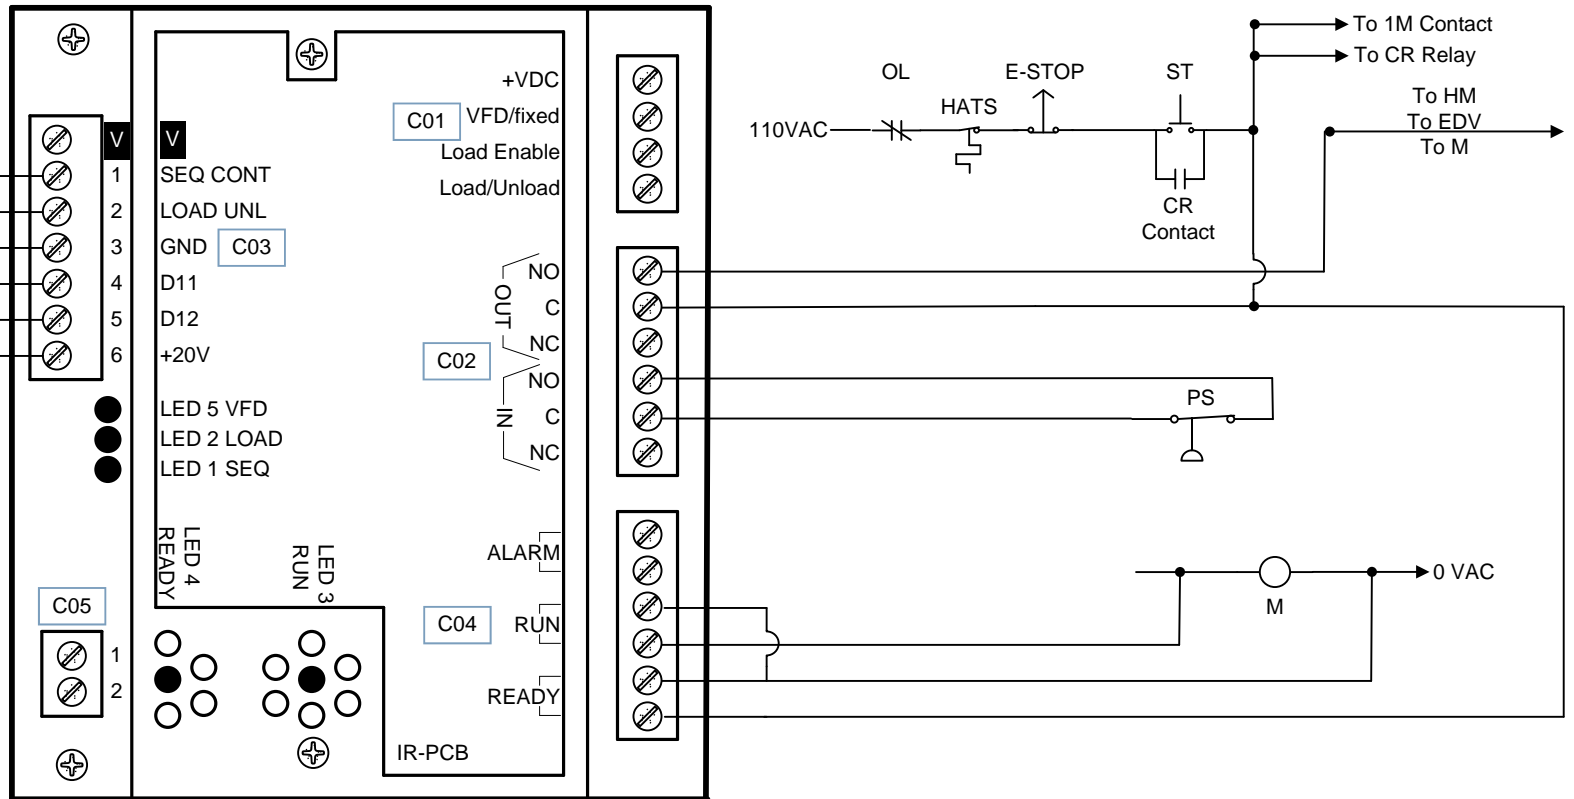 V
V
1
SEQ CONT
2
LOAD UNL
3
GND
C03
4
D11
5
D12
6
+20V
LED 5 VFD
LED 2 LOAD
LED 1 SEQ
LED 4
READY
LED 3
RUN
C05
1
2
+VDC
C01
VFD/fixed
Load Enable
Load/Unload
NO
OUT
C
NC
C02
NO
IN
C
NC
ALARM
C04
RUN
READY
IR-PCB
110VAC
OL
HATS
E-STOP
ST
CR
Contact
To 1M Contact
To CR Relay
To HM
To EDV
To M
PS
M
0 VAC